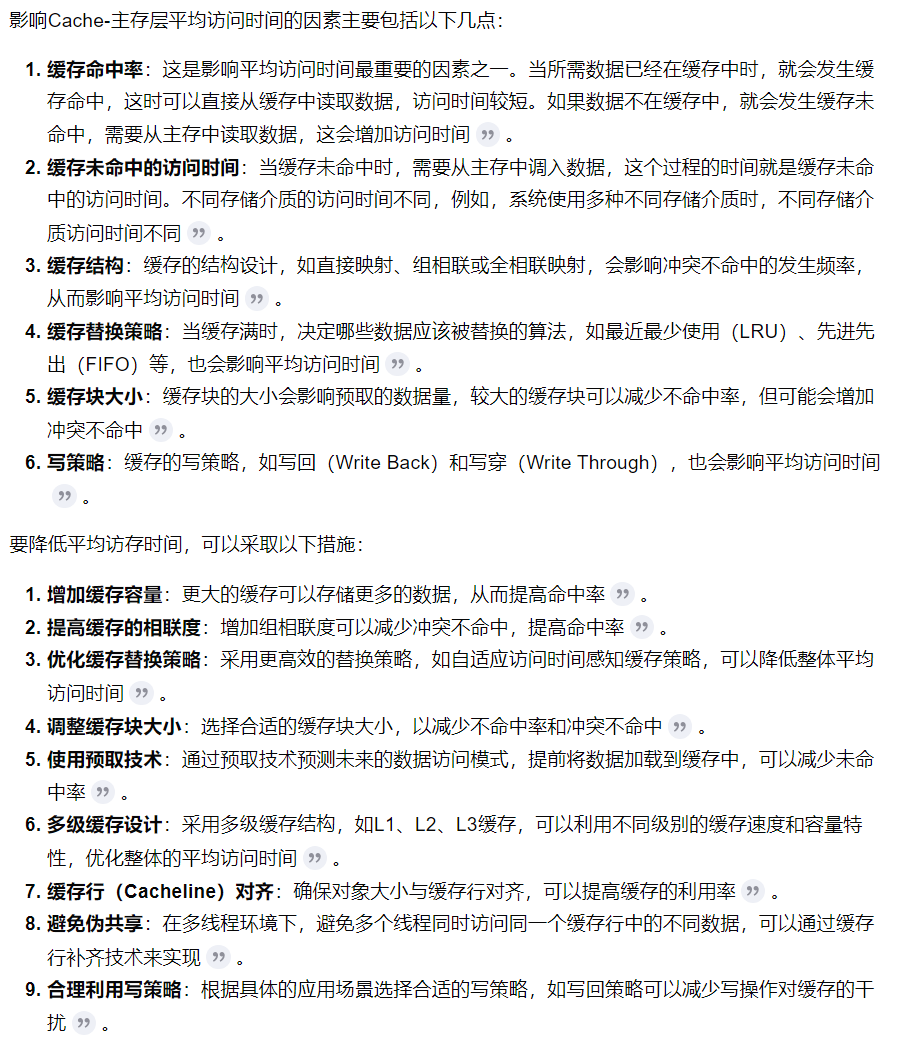 影响Cache-主存层平均访问时间的因素主要包括以下几点：
1. 缓存命中率：这是影响平均访问时间最重要的因素之一。当所需数据已经在缓存中时，就会发生缓
存命中，这时可以直接从缓存中读取数据，访问时间较短。如果数据不在缓存中，就会发生缓存未
命中，需要从主存中读取数据，这会增加访问时间 ” 。
2. 缓存未命中的访问时间：当缓存未命中时，需要从主存中调入数据，这个过程的时间就是缓存未命
中的访问时间。不同存储介质的访问时间不同，例如，系统使用多种不同存储介质时，不同存储介
质访问时间不同 ” 。
3. 缓存结构：缓存的结构设计，如直接映射、组相联或全相联映射，会影响冲突不命中的发生频率，
从而影响平均访问时间 ” 。
4. 缓存替换策略：当缓存满时，决定哪些数据应该被替换的算法，如最近最少使用（LRU）、先进先
出（FIFO）等，也会影响平均访问时间 ” 。
5. 缓存块大小：缓存块的大小会影响预取的数据量，较大的缓存块可以减少不命中率，但可能会增加
冲突不命中 ” 。
6. 写策略：缓存的写策略，如写回（Write Back）和写穿（Write Through），也会影响平均访问时间
” 。
要降低平均访存时间，可以采取以下措施：
1. 增加缓存容量：更大的缓存可以存储更多的数据，从而提高命中率 ” 。
2. 提高缓存的相联度：增加组相联度可以减少冲突不命中，提高命中率 ” 。
3. 优化缓存替换策略：采用更高效的替换策略，如自适应访问时间感知缓存策略，可以降低整体平均
访问时间 ” 。
4. 调整缓存块大小：选择合适的缓存块大小，以减少不命中率和冲突不命中 ” 。
5. 使用预取技术：通过预取技术预测未来的数据访问模式，提前将数据加载到缓存中，可以减少未命
中率 ” 。
6. 多级缓存设计：采用多级缓存结构，如L1、L2、L3缓存，可以利用不同级别的缓存速度和容量特
性，优化整体的平均访问时间 ” 。
7. 缓存行（Cacheline）对齐：确保对象大小与缓存行对齐，可以提高缓存的利用率 ” 。
8. 避免伪共享：在多线程环境下，避免多个线程同时访问同一个缓存行中的不同数据，可以通过缓存
行补齐技术来实现 ” 。
9. 合理利用写策略：根据具体的应用场景选择合适的写策略，如写回策略可以减少写操作对缓存的干
扰 ” 。